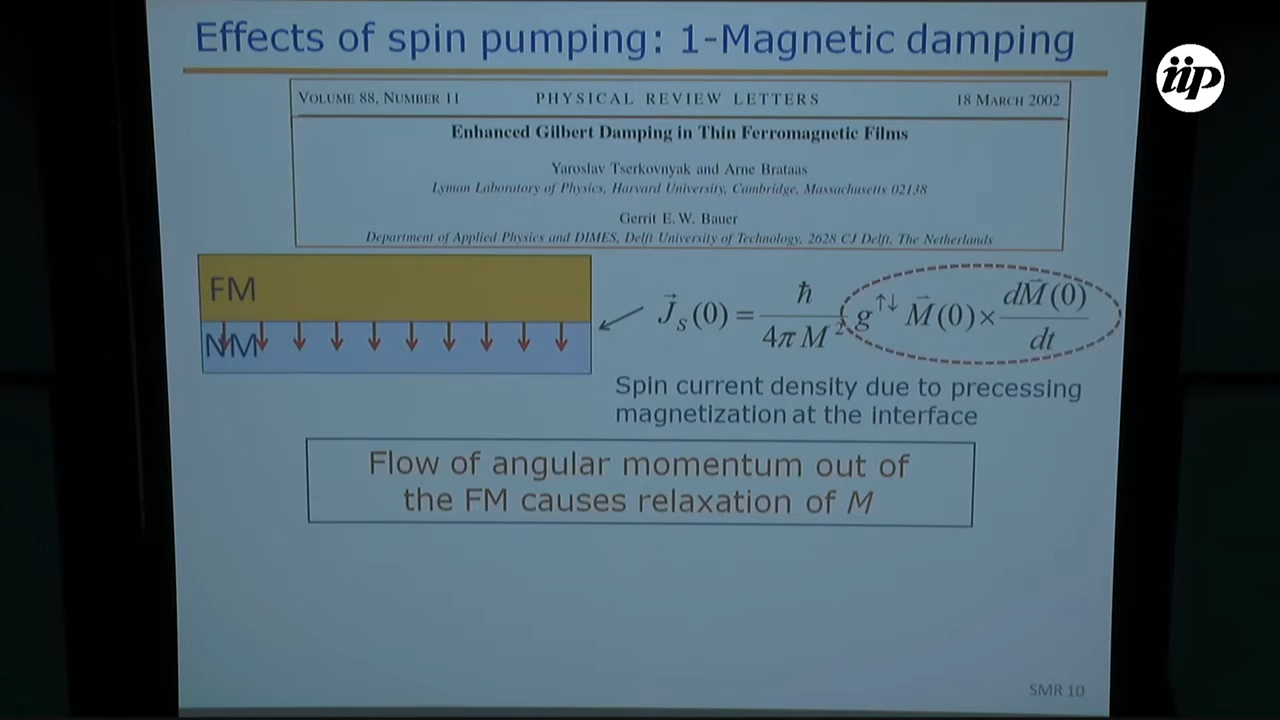 Effects of spin pumping: 1-Magnetic damping
iip
VOLUME 88, NUMBER 11 PHYSICAL REVIEW LETTERS 18 MARCH 2002
Enhanced Gilbert Damping in Thin Ferromagnetic Films
Yaroslav Tserkovnyak and Arne Brataas
Lyman Laboratory of Physics, Harvard University, Cambridge, Massachusetts 02138
Gerrit E. W. Bauer
Department of Applied Physics and DIMES, Delft University of Technology, 2628 CJ Delft, The Netherlands
FM
NM
J⃗_s(0) = ħ/(4πM²) g^↑↓ M⃗(0)× dM⃗(0)/dt
Spin current density due to precessing
magnetization at the interface
Flow of angular momentum out of
the FM causes relaxation of M
SMR 10